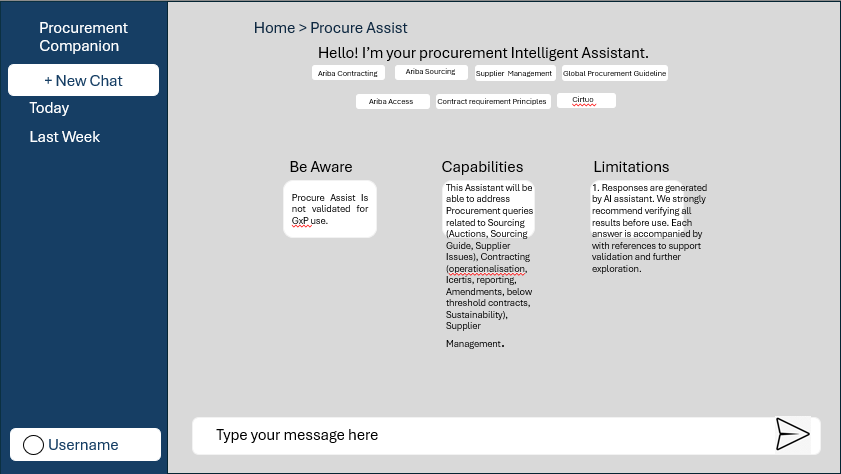 Procurement
Companion
+ New Chat
Today
Last Week
Username
Home > Procure Assist
Hello! I'm your procurement Intelligent Assistant.
Ariba Contracting
Ariba Sourcing
Supplier Management
Global Procurement Guideline
Ariba Access
Contract requirement Principles
Cirtuo
Be Aware
Procure Assist Is
not validated for
GxP use.
Capabilities
This Assistant will be
able to address
Procurement queries
related to Sourcing
(Auctions, Sourcing
Guide, Supplier
Issues), Contracting
(operationalisation,
Icertis, reporting,
Amendments, below
threshold contracts,
Sustainability),
Supplier
Management.
Limitations
1. Responses are generated
by AI assistant. We strongly
recommend verifying all
results before use. Each
answer is accompanied by
with references to support
validation and further
exploration.
Type your message here